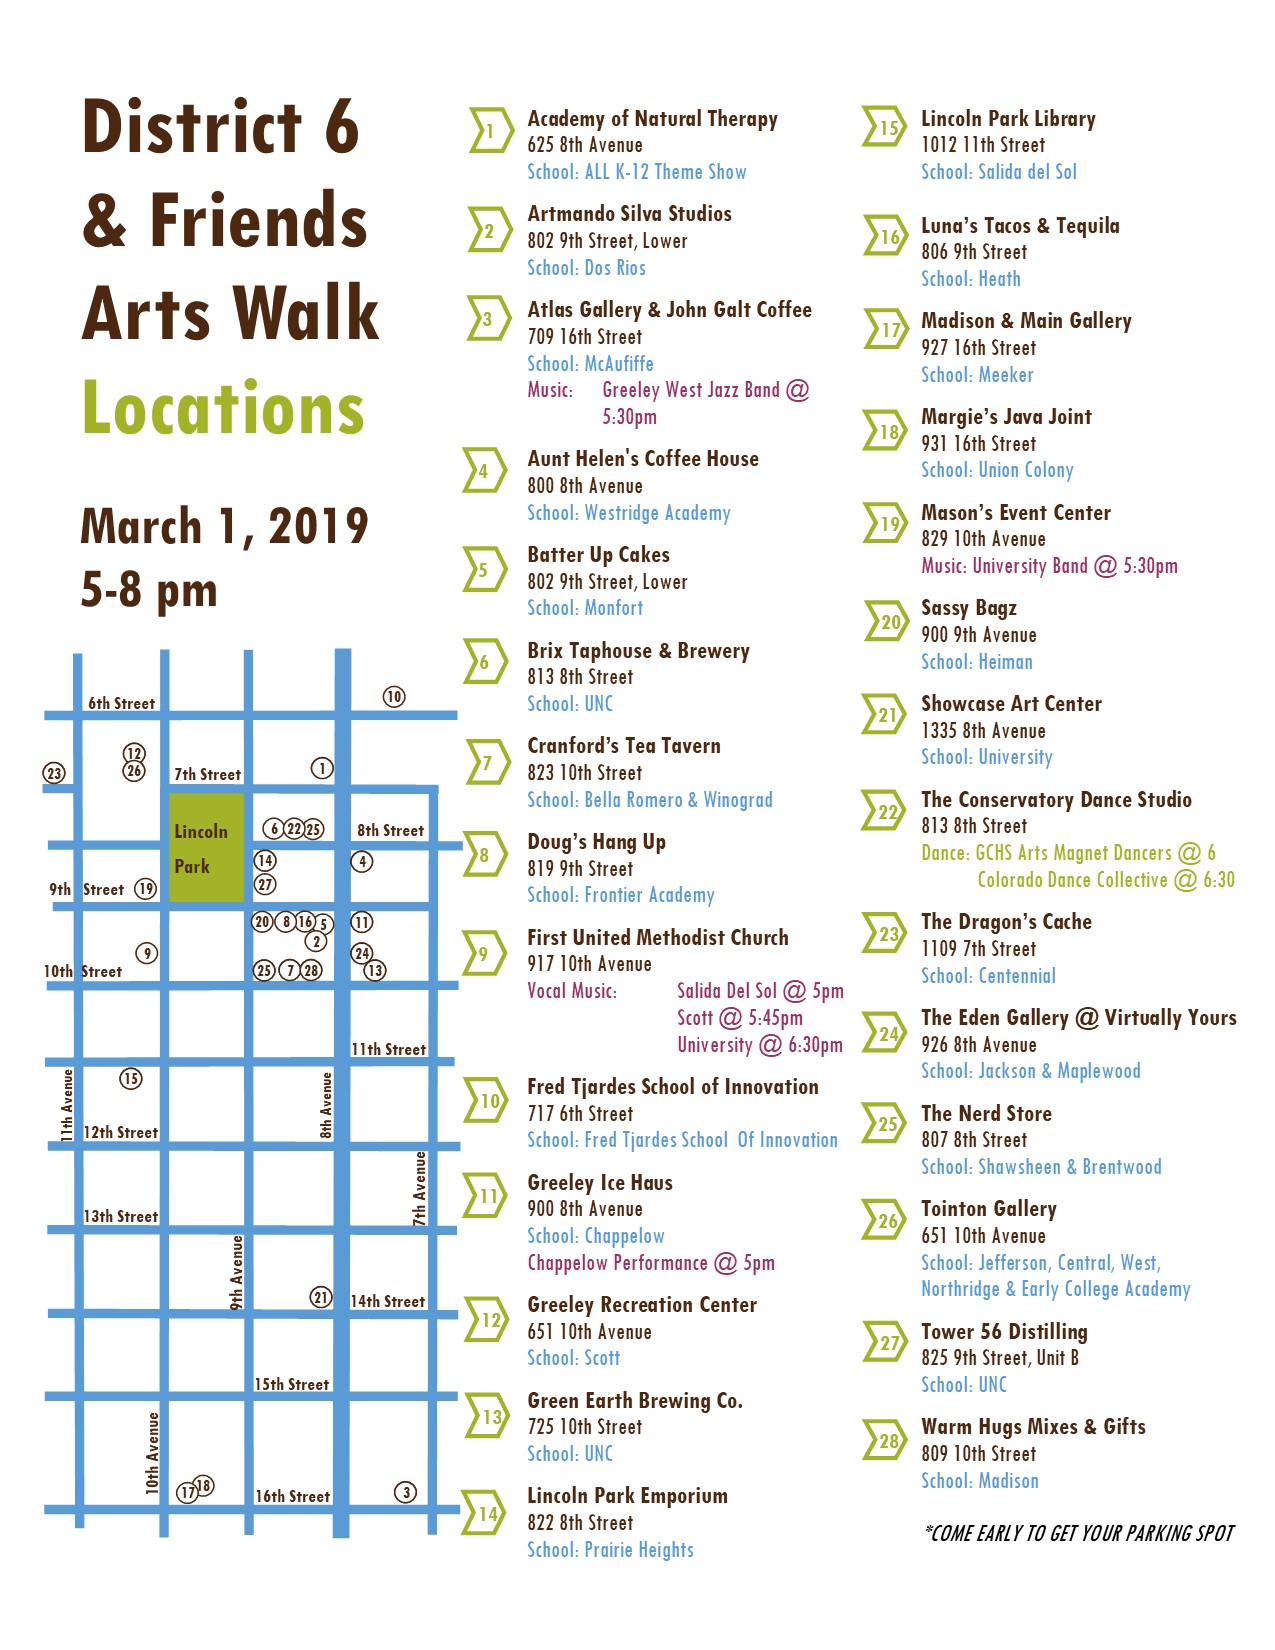 District 6
& Friends
Arts Walk
Locations
March 1, 2019
5-8 pm
6th Street
10
12
26
23
7th Street
1
Lincoln
Park
6
22
25
8th Street
14
4
27
9th Street
19
20
8
16
5
11
2
9
24
10th Street
25
7
28
13
11th Street
15
11th Avenue
8th Avenue
12th Street
7th Avenue
13th Street
9th Avenue
21
14th Street
15th Street
10th Avenue
17
18
16th Street
3
1
Academy of Natural Therapy
625 8th Avenue
School: ALL K-12 Theme Show
2
Artmando Silva Studios
802 9th Street, Lower
School: Dos Rios
3
Atlas Gallery & John Galt Coffee
709 16th Street
School: McAufiffe
Music: Greeley West Jazz Band @
5:30pm
4
Aunt Helen's Coffee House
800 8th Avenue
School: Westridge Academy
5
Batter Up Cakes
802 9th Street, Lower
School: Monfort
6
Brix Taphouse & Brewery
813 8th Street
School: UNC
7
Cranford's Tea Tavern
823 10th Street
School: Bella Romero & Winograd
8
Doug's Hang Up
819 9th Street
School: Frontier Academy
9
First United Methodist Church
917 10th Avenue
Vocal Music: Salida Del Sol @ 5pm
Scott @ 5:45pm
University @ 6:30pm
10
Fred Tjardes School of Innovation
717 6th Street
School: Fred Tjardes School Of Innovation
11
Greeley Ice Haus
900 8th Avenue
School: Chappelow
Chappelow Performance @ 5pm
12
Greeley Recreation Center
651 10th Avenue
School: Scott
13
Green Earth Brewing Co.
725 10th Street
School: UNC
14
Lincoln Park Emporium
822 8th Street
School: Prairie Heights
15
Lincoln Park Library
1012 11th Street
School: Salida del Sol
16
Luna's Tacos & Tequila
806 9th Street
School: Heath
17
Madison & Main Gallery
927 16th Street
School: Meeker
18
Margie's Java Joint
931 16th Street
School: Union Colony
19
Mason's Event Center
829 10th Avenue
Music: University Band @ 5:30pm
20
Sassy Bagz
900 9th Avenue
School: Heiman
21
Showcase Art Center
1335 8th Avenue
School: University
22
The Conservatory Dance Studio
813 8th Street
Dance: GCHS Arts Magnet Dancers @ 6
Colorado Dance Collective @ 6:30
23
The Dragon's Cache
1109 7th Street
School: Centennial
24
The Eden Gallery @ Virtually Yours
926 8th Avenue
School: Jackson & Maplewood
25
The Nerd Store
807 8th Street
School: Shawsheen & Brentwood
26
Tointon Gallery
651 10th Avenue
School: Jefferson, Central, West,
Northridge & Early College Academy
27
Tower 56 Distilling
825 9th Street, Unit B
School: UNC
28
Warm Hugs Mixes & Gifts
809 10th Street
School: Madison
*COME EARLY TO GET YOUR PARKING SPOT